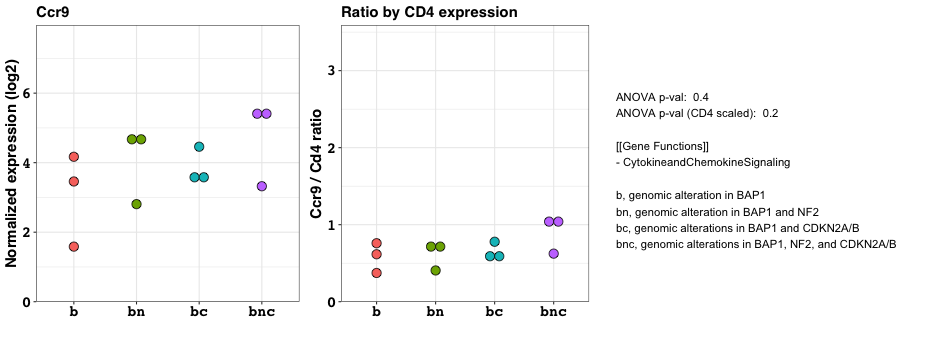 Ccr9
Normalized expression (log2)
6
4
2
0
b bn bc bnc
Ratio by CD4 expression
Ccr9 / Cd4 ratio
3
2
1
0
b bn bc bnc
ANOVA p-val: 0.4
ANOVA p-val (CD4 scaled): 0.2
[[Gene Functions]]
- CytokineandChemokineSignaling
b, genomic alteration in BAP1
bn, genomic alteration in BAP1 and NF2
bc, genomic alterations in BAP1 and CDKN2A/B
bnc, genomic alterations in BAP1, NF2, and CDKN2A/B